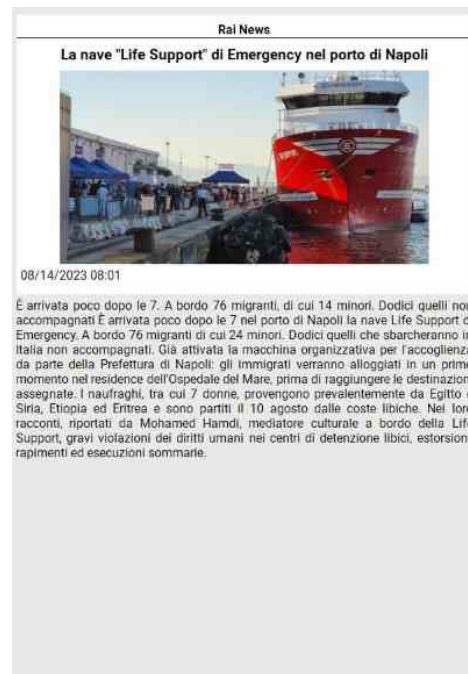 Rai News
La nave "Life Support" di Emergency nel porto di Napoli
08/14/2023 08:01
È arrivata poco dopo le 7. A bordo 76 migranti, di cui 14 minori. Dodici quelli non
accompagnati È arrivata poco dopo le 7 nel porto di Napoli la nave Life Support di
Emergency. A bordo 76 migranti di cui 24 minori. Dodici quelli che sbarcheranno in
Italia non accompagnati. Già attivata la macchina organizzativa per l'accoglienza
da parte della Prefettura di Napoli: gli immigrati verranno alloggiati in un primo
momento nel residence dell'Ospedale del Mare, prima di raggiungere le destinazioni
assegnate. I naufraghi, tra cui 7 donne, provengono prevalentemente da Egitto e
Siria, Etiopia ed Eritrea e sono partiti il 10 agosto dalle coste libiche. Nei loro
racconti, riportati da Mohamed Hamdi, mediatore culturale a bordo della Life
Support, gravi violazioni dei diritti umani nei centri di detenzione libici, estorsioni
rapimenti ed esecuzioni sommarie.